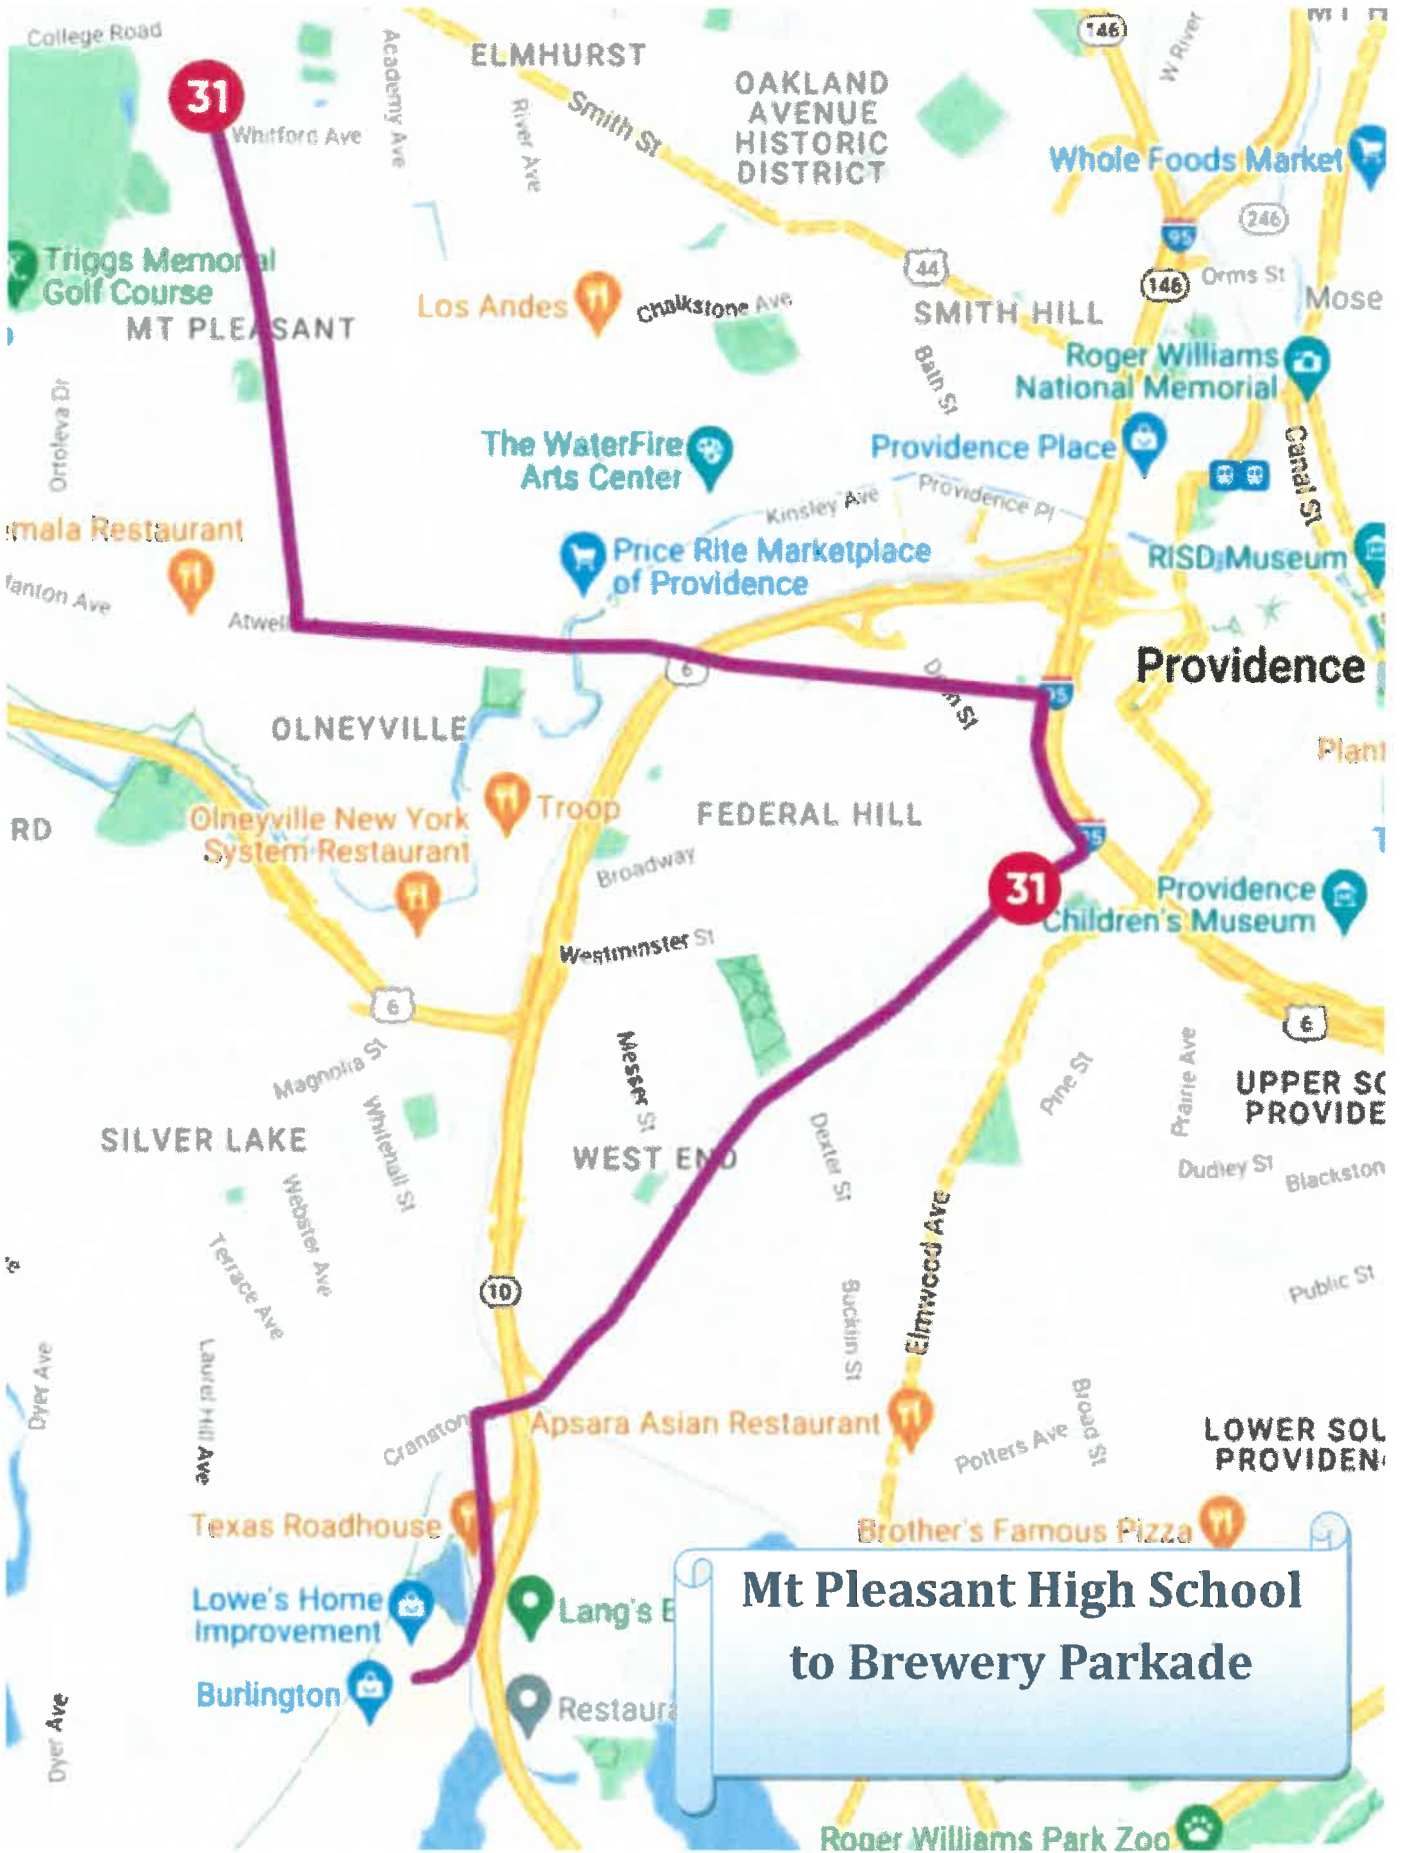 College Road
31
Whitford Ave
Academy Ave
ELMHURST
River Ave
Smith St
OAKLAND
AVENUE
HISTORIC
DISTRICT
146
W River
Whole Foods Market
246
95
Triggs Memorial
Golf Course
MT PLEASANT
Los Andes
Chalkstone Ave
44
SMITH HILL
146
Orms St
Mose
Roger Williams
National Memorial
Bath St
Ortoleva Dr
The WaterFire
Arts Center
Providence Place
Canal St
Kinsley Ave
Providence Pl
mala Restaurant
Price Rite Marketplace
of Providence
RISD Museum
anton Ave
Atwell
6
95
Providence
OLNEYVILLE
Plant
RD
Olneyville New York
System Restaurant
Troop
FEDERAL HILL
Broadway
95
31
Providence
Children's Museum
Westminster St
6
6
Magnolia St
Messer St
Pine St
Prairie Ave
UPPER SO
PROVIDE
SILVER LAKE
Whitehall St
WEST END
Dexter St
Dudley St
Blackston
Webster Ave
Terrace Ave
Elmwood Ave
10
Bucklin St
Public St
Dyer Ave
Laurel Hill Ave
Cranston
Apsara Asian Restaurant
Potters Ave
Broad St
LOWER SOU
PROVIDEN
Texas Roadhouse
Brother's Famous Pizza
Lowe's Home
Improvement
Lang's B
Mt Pleasant High School
to Brewery Parkade
Burlington
Restaura
Dyer Ave
Roger Williams Park Zoo